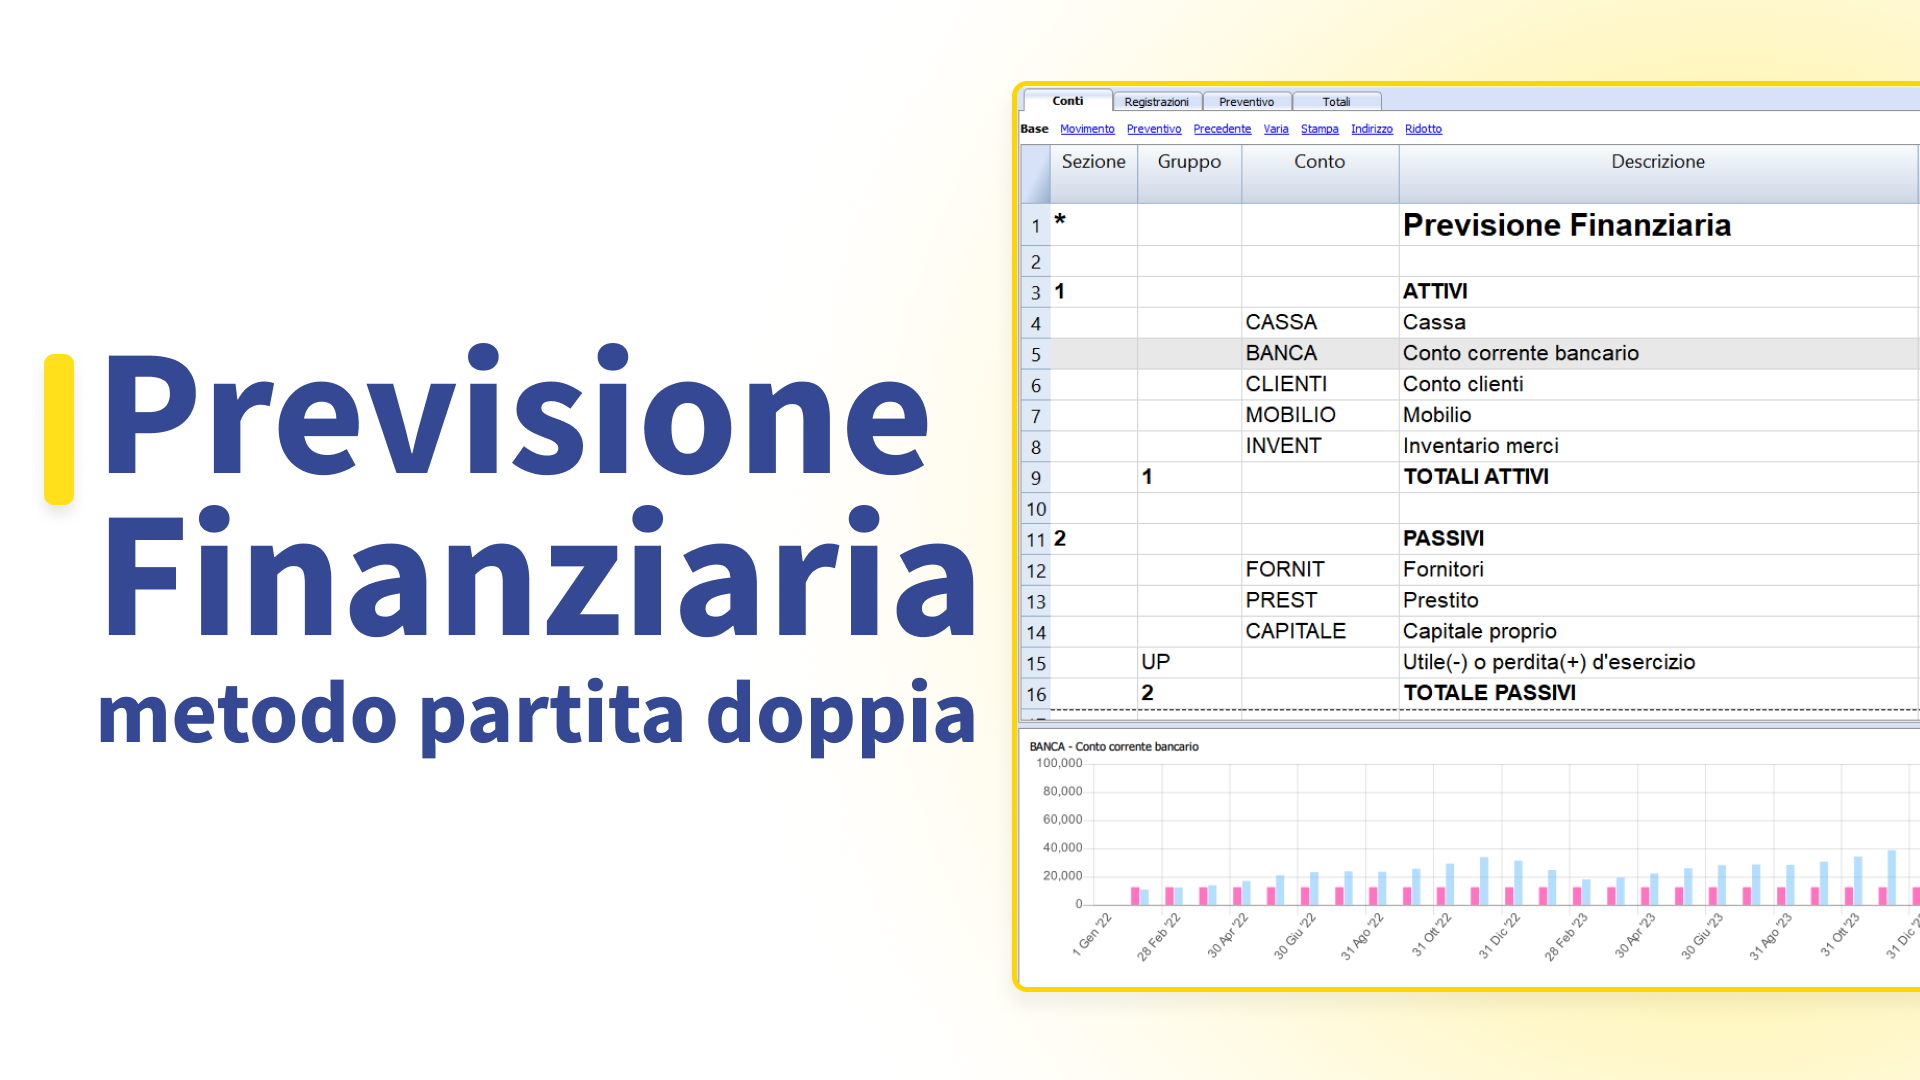 Previsione
Finanziaria
metodo partita doppia
Conti Registrazioni Preventivo Totali
Base Movimento Preventivo Precedente Varia Stampa Indirizzo Ridotto
Sezione Gruppo Conto Descrizione
1 * Previsione Finanziaria
2
3 1 ATTIVI
4 CASSA Cassa
5 BANCA Conto corrente bancario
6 CLIENTI Conto clienti
7 MOBILIO Mobilio
8 INVENT Inventario merci
9 1 TOTALI ATTIVI
10
11 2 PASSIVI
12 FORNIT Fornitori
13 PREST Prestito
14 CAPITALE Capitale proprio
15 UP Utile(-) o perdita(+) d'esercizio
16 2 TOTALE PASSIVI
BANCA - Conto corrente bancario
100,000
80,000
60,000
40,000
20,000
0
1 Gen '22 28 Feb '22 30 Apr '22 30 Giu '22 31 Ago '22 31 Ott '22 31 Dic '22 28 Feb '23 30 Apr '23 30 Giu '23 31 Ago '23 31 Ott '23 31 Dic